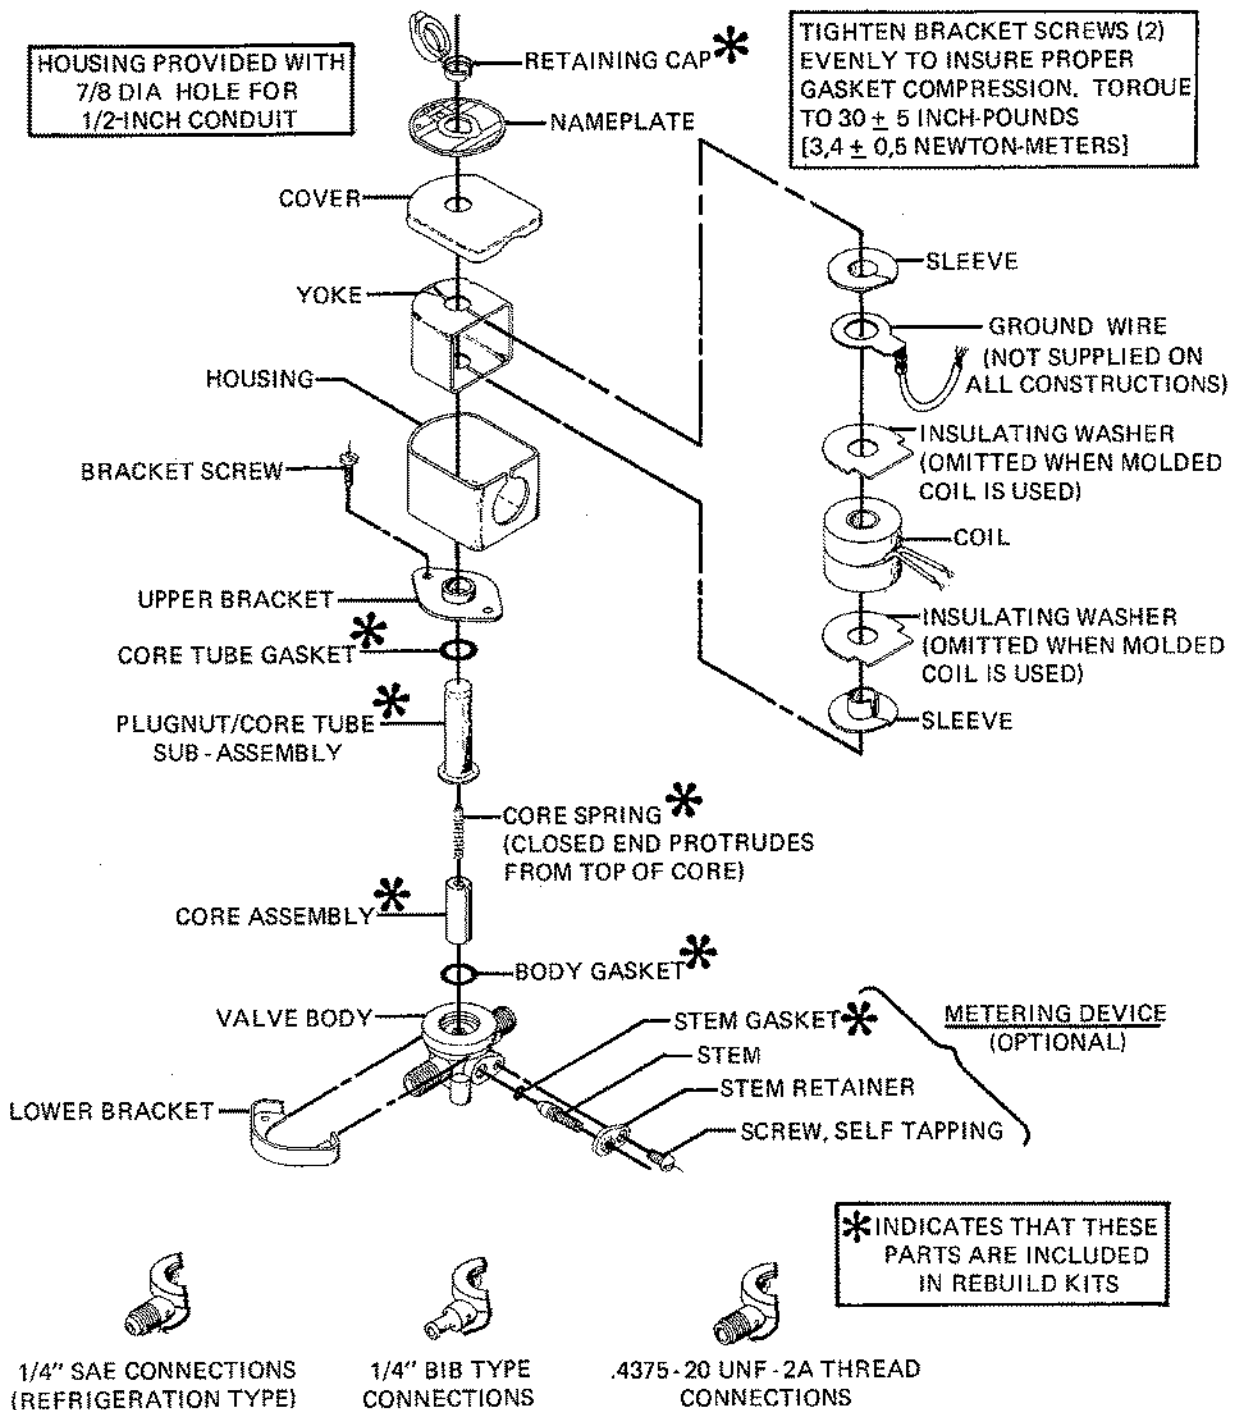 HOUSING PROVIDED WITH
7/8 DIA HOLE FOR
1/2-INCH CONDUIT
RETAINING CAP*
NAMEPLATE
COVER
YOKE
HOUSING
BRACKET SCREW
UPPER BRACKET
CORE TUBE GASKET*
PLUGNUT/CORE TUBE*
SUB-ASSEMBLY
CORE SPRING*
(CLOSED END PROTRUDES
FROM TOP OF CORE)
CORE ASSEMBLY*
BODY GASKET*
VALVE BODY
LOWER BRACKET
TIGHTEN BRACKET SCREWS (2)
EVENLY TO INSURE PROPER
GASKET COMPRESSION. TORQUE
TO 30 ± 5 INCH-POUNDS
[3,4 ± 0,5 NEWTON-METERS]
SLEEVE
GROUND WIRE
(NOT SUPPLIED ON
ALL CONSTRUCTIONS)
INSULATING WASHER
(OMITTED WHEN MOLDED
COIL IS USED)
COIL
INSULATING WASHER
(OMITTED WHEN MOLDED
COIL IS USED)
SLEEVE
STEM GASKET*
STEM
STEM RETAINER
SCREW, SELF TAPPING
METERING DEVICE
(OPTIONAL)
*INDICATES THAT THESE
PARTS ARE INCLUDED
IN REBUILD KITS
1/4" SAE CONNECTIONS
(REFRIGERATION TYPE)
1/4" BIB TYPE
CONNECTIONS
.4375-20 UNF-2A THREAD
CONNECTIONS